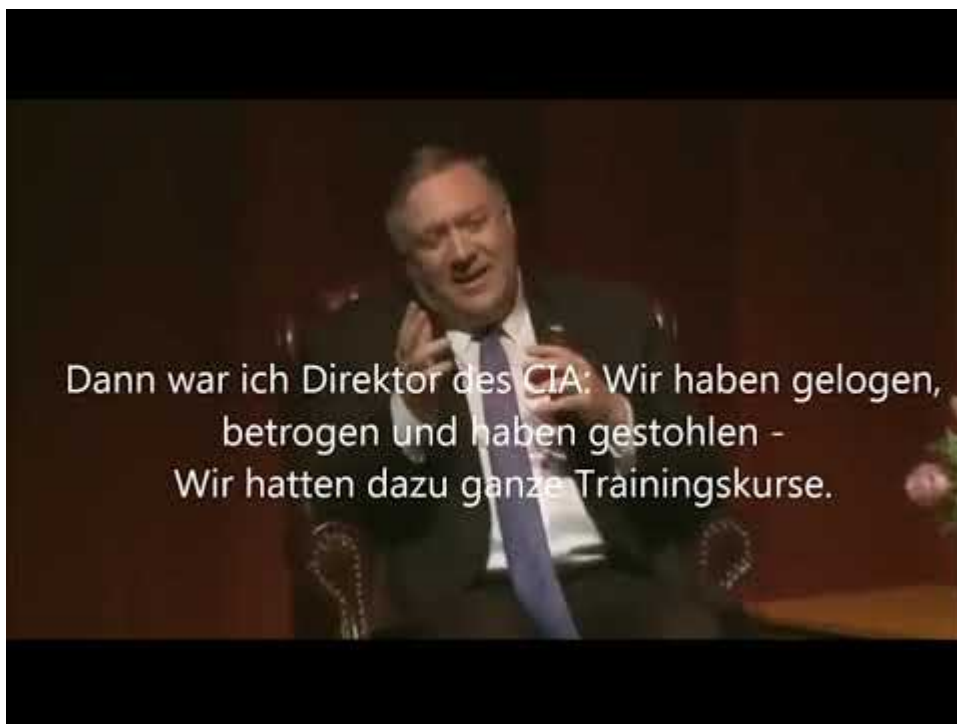 Dann war ich Direktor des CIA: Wir haben gelogen,
betrogen und haben gestohlen -
Wir hatten dazu ganze Trainingskurse.